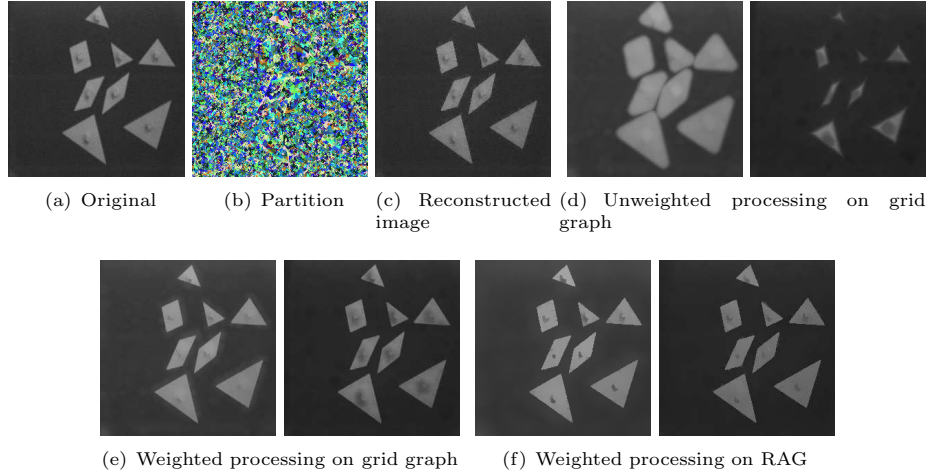 (a) Original
(b) Partition
(c) Reconstructed
image
(d) Unweighted processing on grid
graph
(e) Weighted processing on grid graph
(f) Weighted processing on RAG